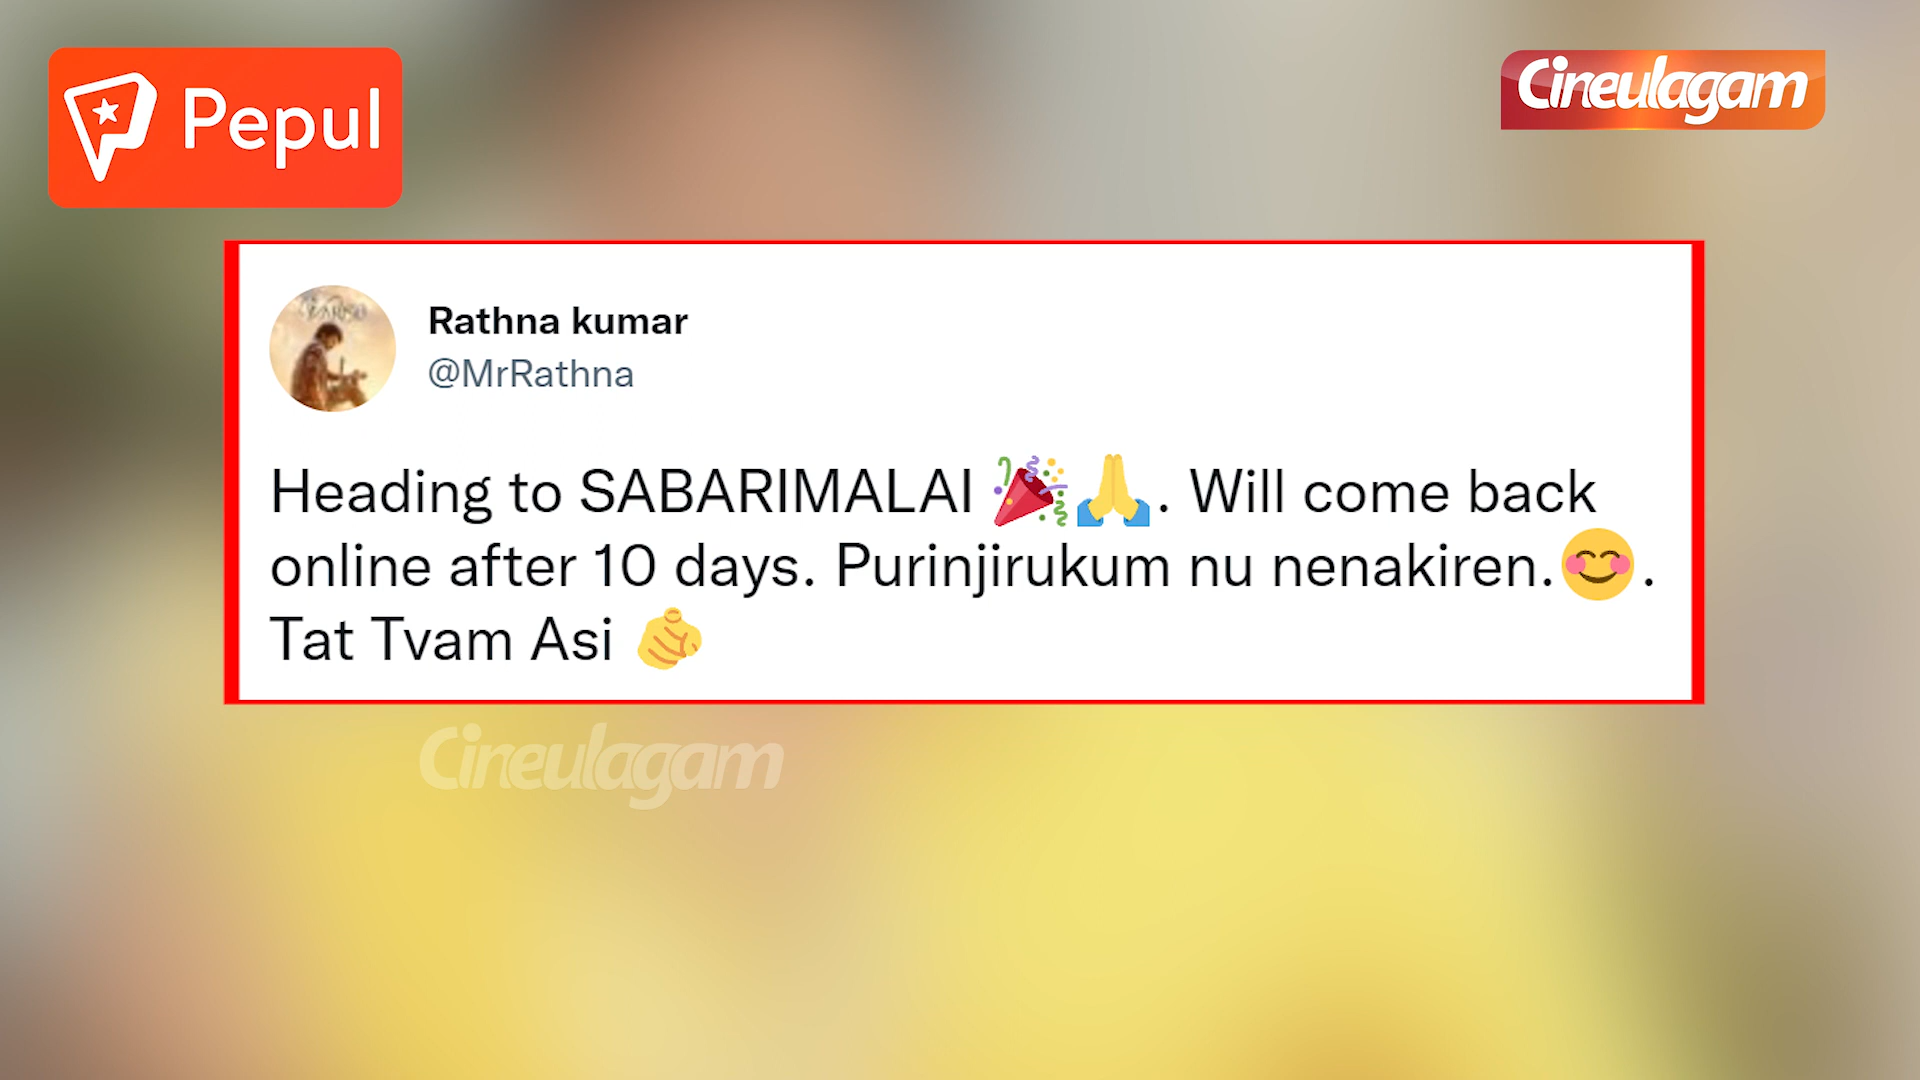 Pepul
Cineulagam
Rathna kumar
@MrRathna
Heading to SABARIMALAI 🎉🙏. Will come back
online after 10 days. Purinjirukum nu nenakiren.😊.
Tat Tvam Asi 🫵
Cineulagam